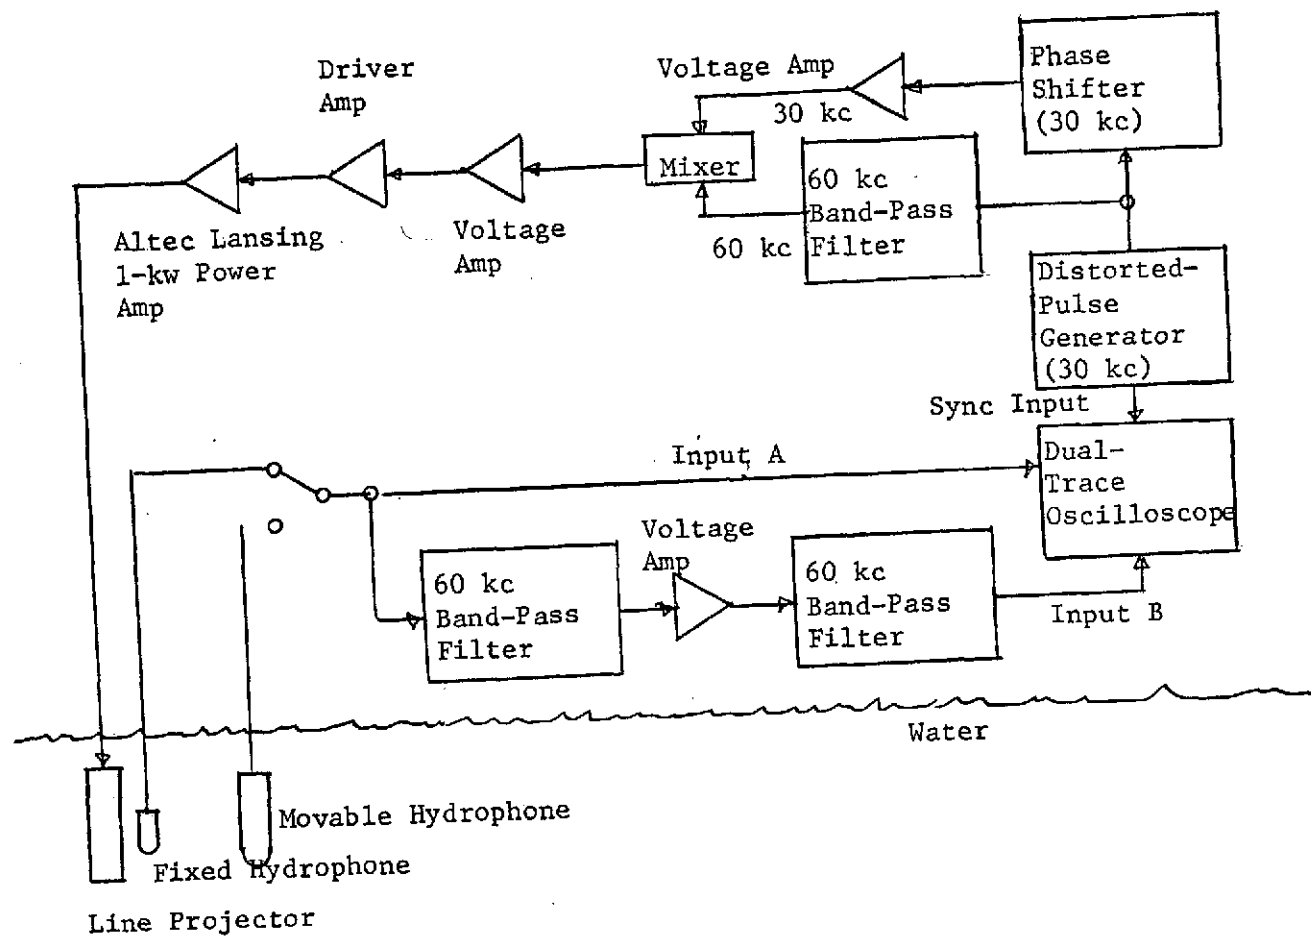 Driver
Amp
Voltage Amp
30 kc
Phase
Shifter
(30 kc)
Mixer
60 kc
Band-Pass
Filter
60 kc
Altec Lansing
1-kw Power
Amp
Voltage
Amp
Distorted-
Pulse
Generator
(30 kc)
Sync Input
Input A
Dual-
Trace
Oscilloscope
Voltage
Amp
60 kc
Band-Pass
Filter
60 kc
Band-Pass
Filter
Input B
Water
Movable Hydrophone
Fixed Hydrophone
Line Projector